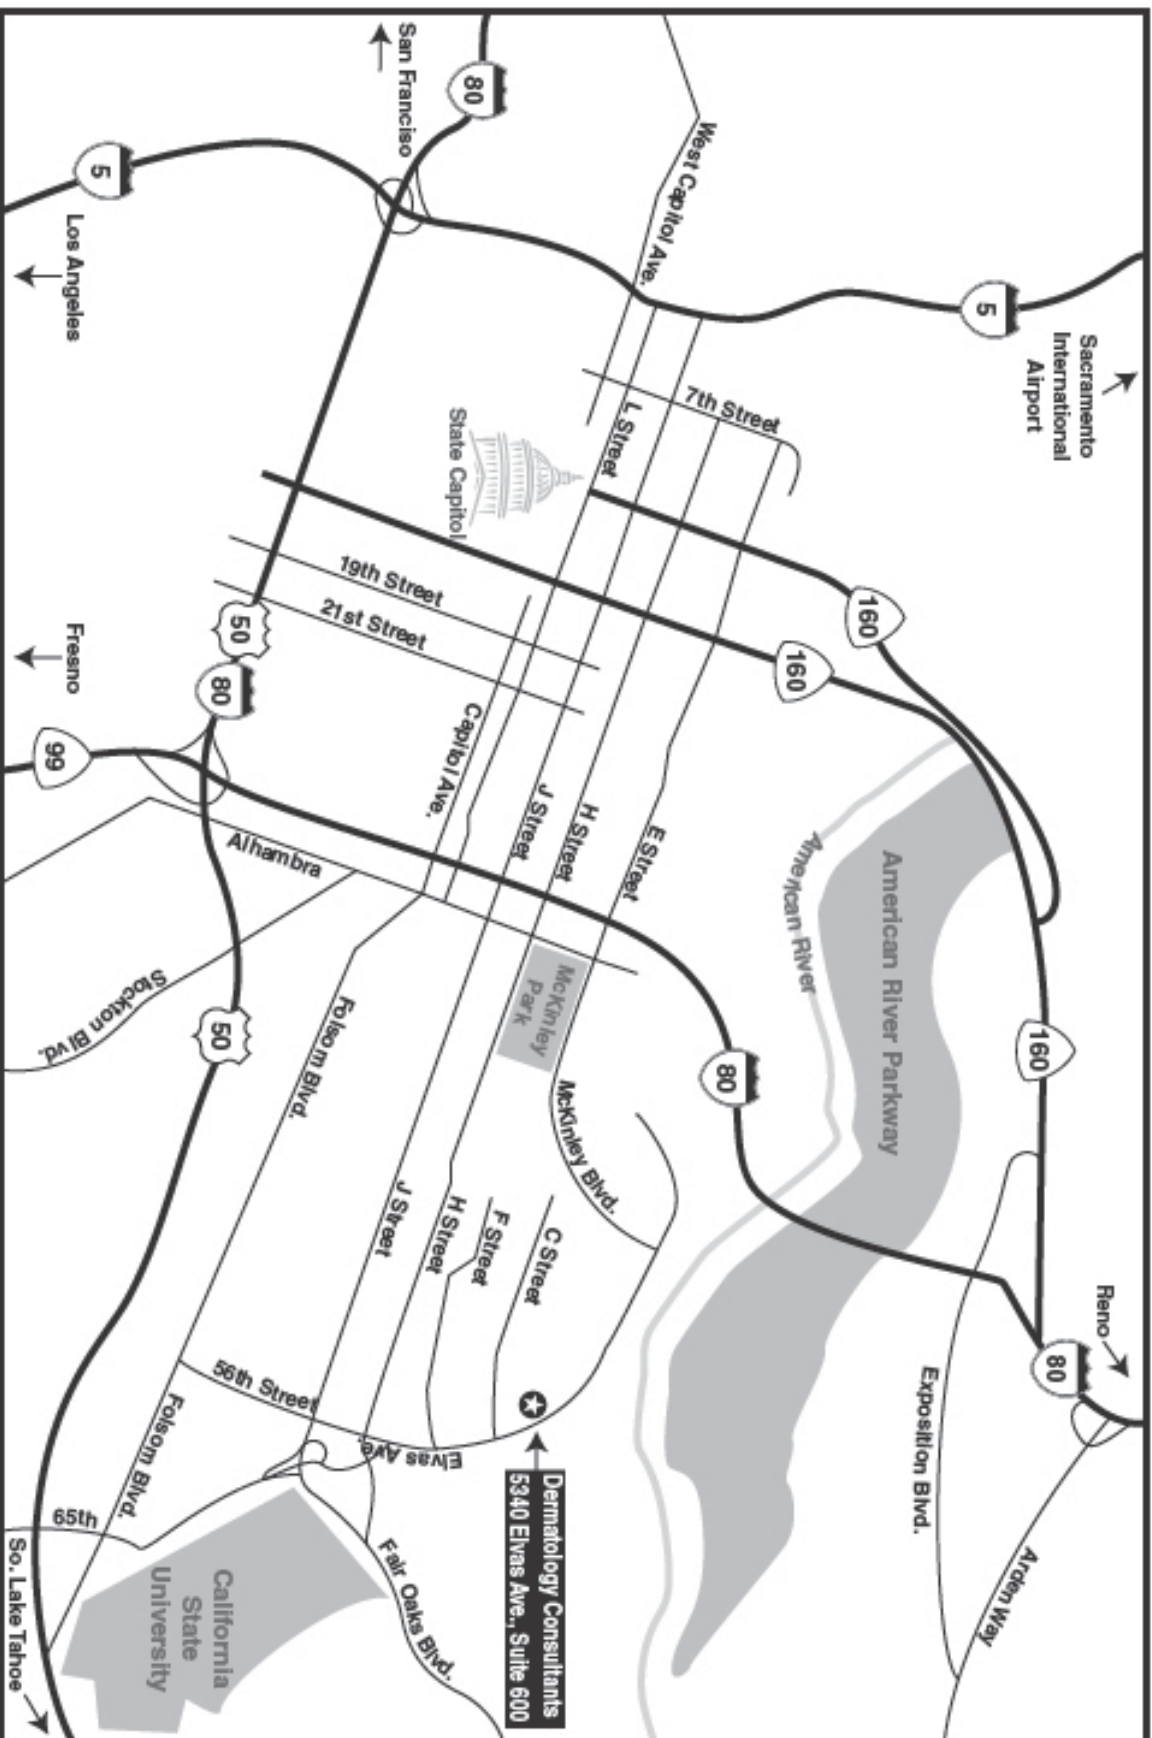 Sacramento
International
Airport
Reno
5
80
Arden Way
Exposition Blvd.
160
160
160
American River Parkway
American River
80
West Capitol Ave.
7th Street
L Street
E Street
H Street
J Street
McKinley
Park
McKinley Blvd.
C Street
F Street
H Street
J Street
Dermatology Consultants
5340 Elvas Ave., Suite 600
Elvas Ave.
56th Street
Fair Oaks Blvd.
State Capitol
19th Street
21st Street
Capitol Ave.
Alhambra
Folsom Blvd.
Folsom Blvd.
Stockton Blvd.
80
San Franciso
5
Los Angeles
50
80
99
Fresno
50
65th
California
State
University
So. Lake Tahoe